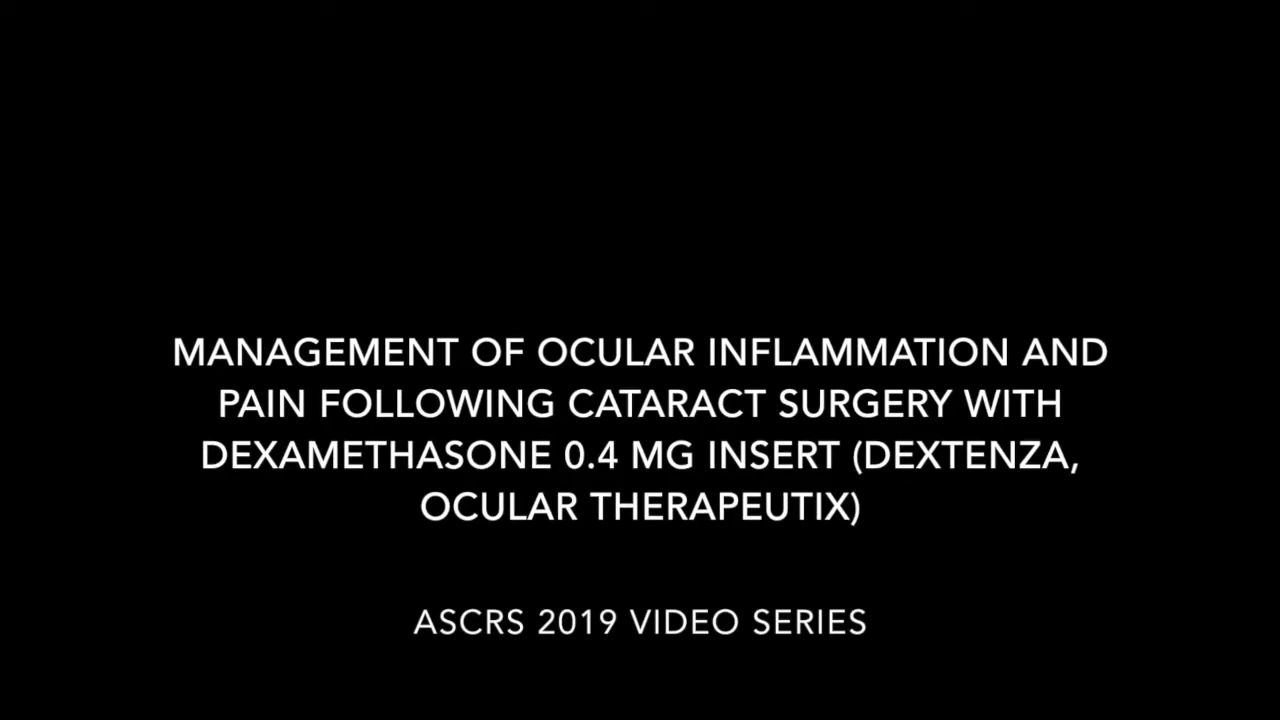 MANAGEMENT OF OCULAR INFLAMMATION AND
PAIN FOLLOWING CATARACT SURGERY WITH
DEXAMETHASONE 0.4 MG INSERT (DEXTENZA,
OCULAR THERAPEUTIX)
ASCRS 2019 VIDEO SERIES